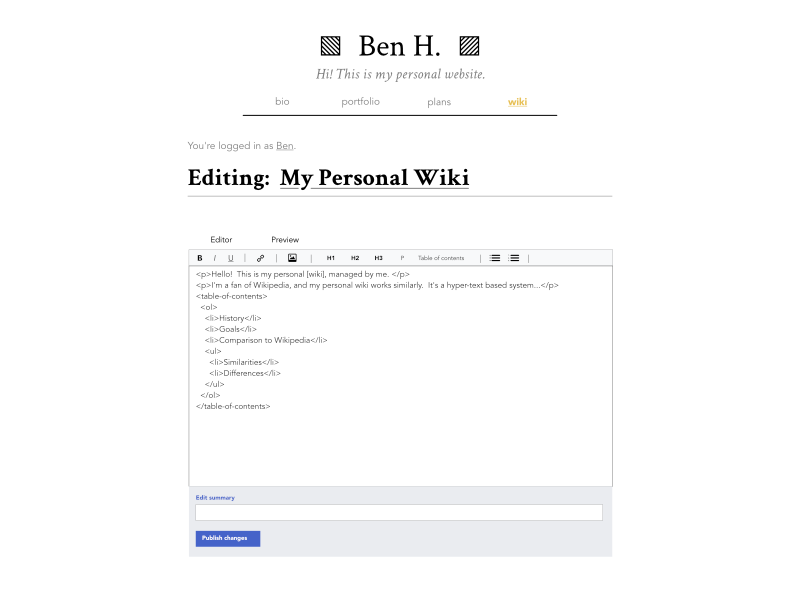 Ben H.
Hi! This is my personal website.
bio portfolio plans wiki
You're logged in as Ben.
Editing: My Personal Wiki
Editor Preview
B I U H1 H2 H3 P Table of contents
<p>Hello!  This is my personal [wiki], managed by me. </p>
<p>I'm a fan of Wikipedia, and my personal wiki works similarly.  It's a hyper-text based system...</p>
<table-of-contents>
<ol>
<li>History</li>
<li>Goals</li>
<li>Comparison to Wikipedia</li>
<ul>
<li>Similarities</li>
<li>Differences</li>
</ul>
</ol>
</table-of-contents>
Edit summary
Publish changes